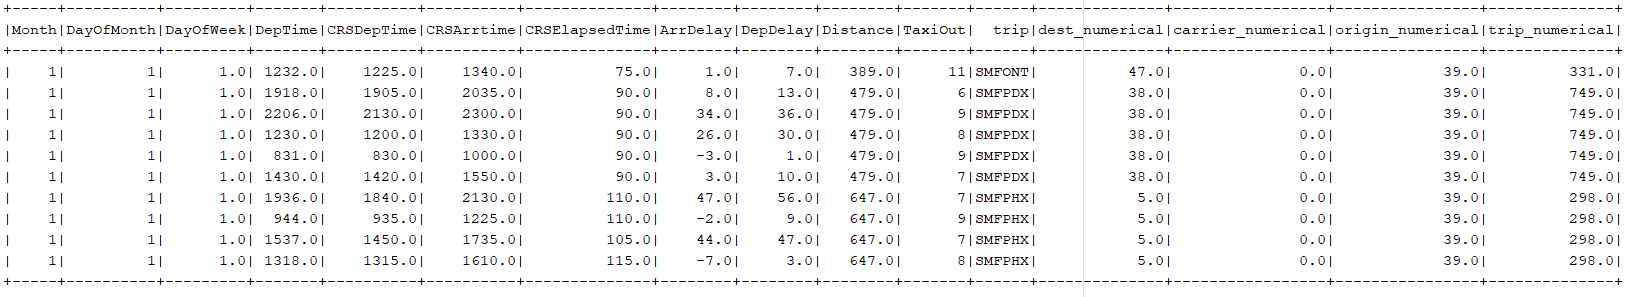 +-----+----------+---------+-------+----------+----------+--------------+--------+--------+--------+-------+------+--------------+-----------------+----------------+--------------+
|Month|DayOfMonth|DayOfWeek|DepTime|CRSDepTime|CRSArrtime|CRSElapsedTime|ArrDelay|DepDelay|Distance|TaxiOut|  trip|dest_numerical|carrier_numerical|origin_numerical|trip_numerical|
+-----+----------+---------+-------+----------+----------+--------------+--------+--------+--------+-------+------+--------------+-----------------+----------------+--------------+
|    1|         1|      1.0| 1232.0|    1225.0|    1340.0|          75.0|     1.0|     7.0|   389.0|     11|SMFONT|          47.0|              0.0|            39.0|         331.0|
|    1|         1|      1.0| 1918.0|    1905.0|    2035.0|          90.0|     8.0|    13.0|   479.0|      6|SMFPDX|          38.0|              0.0|            39.0|         749.0|
|    1|         1|      1.0| 2206.0|    2130.0|    2300.0|          90.0|    34.0|    36.0|   479.0|      9|SMFPDX|          38.0|              0.0|            39.0|         749.0|
|    1|         1|      1.0| 1230.0|    1200.0|    1330.0|          90.0|    26.0|    30.0|   479.0|      8|SMFPDX|          38.0|              0.0|            39.0|         749.0|
|    1|         1|      1.0|  831.0|     830.0|    1000.0|          90.0|    -3.0|     1.0|   479.0|      9|SMFPDX|          38.0|              0.0|            39.0|         749.0|
|    1|         1|      1.0| 1430.0|    1420.0|    1550.0|          90.0|     3.0|    10.0|   479.0|      7|SMFPDX|          38.0|              0.0|            39.0|         749.0|
|    1|         1|      1.0| 1936.0|    1840.0|    2130.0|         110.0|    47.0|    56.0|   647.0|      7|SMFPHX|           5.0|              0.0|            39.0|         298.0|
|    1|         1|      1.0|  944.0|     935.0|    1225.0|         110.0|    -2.0|     9.0|   647.0|      9|SMFPHX|           5.0|              0.0|            39.0|         298.0|
|    1|         1|      1.0| 1537.0|    1450.0|    1735.0|         105.0|    44.0|    47.0|   647.0|      7|SMFPHX|           5.0|              0.0|            39.0|         298.0|
|    1|         1|      1.0| 1318.0|    1315.0|    1610.0|         115.0|    -7.0|     3.0|   647.0|      8|SMFPHX|           5.0|              0.0|            39.0|         298.0|
+-----+----------+---------+-------+----------+----------+--------------+--------+--------+--------+-------+------+--------------+-----------------+----------------+--------------+